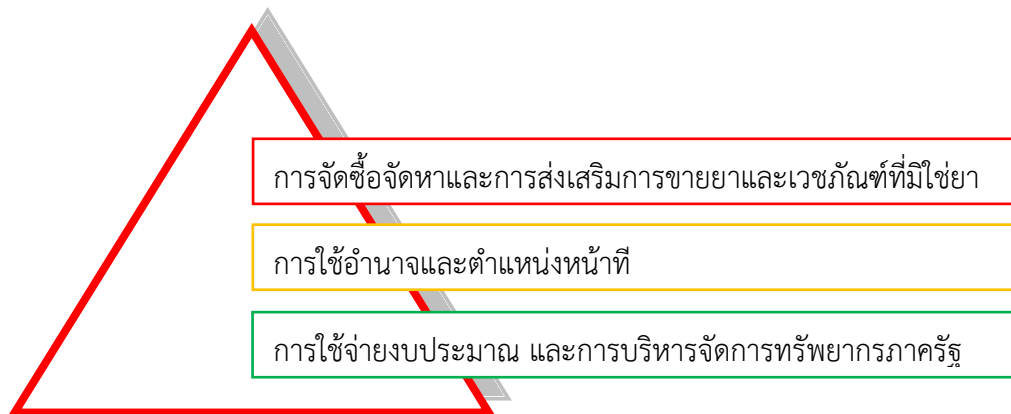 การจัดซื้อจัดหาและการส่งเสริมการขายยาและเวชภัณฑ์ที่มิใช่ยา
การใช้อำนาจและตำแหน่งหน้าที่
การใช้จ่ายงบประมาณ และการบริหารจัดการทรัพยากรภาครัฐ